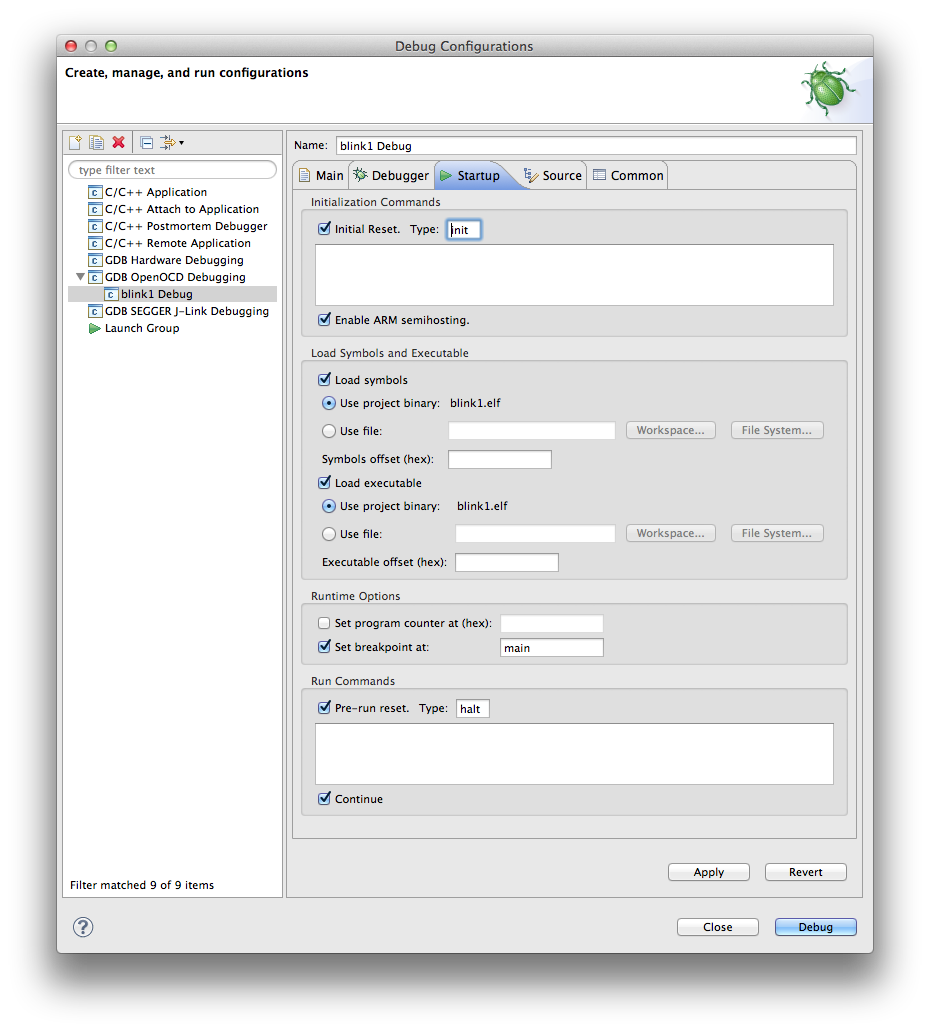 Debug Configurations
Create, manage, and run configurations
type filter text
C/C++ Application
C/C++ Attach to Application
C/C++ Postmortem Debugger
C/C++ Remote Application
GDB Hardware Debugging
GDB OpenOCD Debugging
blink1 Debug
GDB SEGGER J-Link Debugging
Launch Group
Filter matched 9 of 9 items
Name: blink1 Debug
Main Debugger Startup Source Common
Initialization Commands
Initial Reset. Type: init
Enable ARM semihosting.
Load Symbols and Executable
Load symbols
Use project binary: blink1.elf
Use file: Workspace... File System...
Symbols offset (hex):
Load executable
Use project binary: blink1.elf
Use file: Workspace... File System...
Executable offset (hex):
Runtime Options
Set program counter at (hex):
Set breakpoint at: main
Run Commands
Pre-run reset. Type: halt
Continue
Apply Revert
? Close Debug